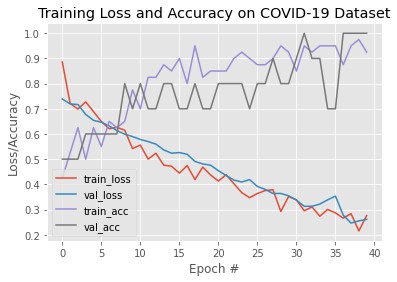 Training Loss and Accuracy on COVID-19 Dataset
Loss/Accuracy
1.0
0.9
0.8
0.7
0.6
0.5
0.4
0.3
0.2
train_loss
val_loss
train_acc
val_acc
0 5 10 15 20 25 30 35 40
Epoch #